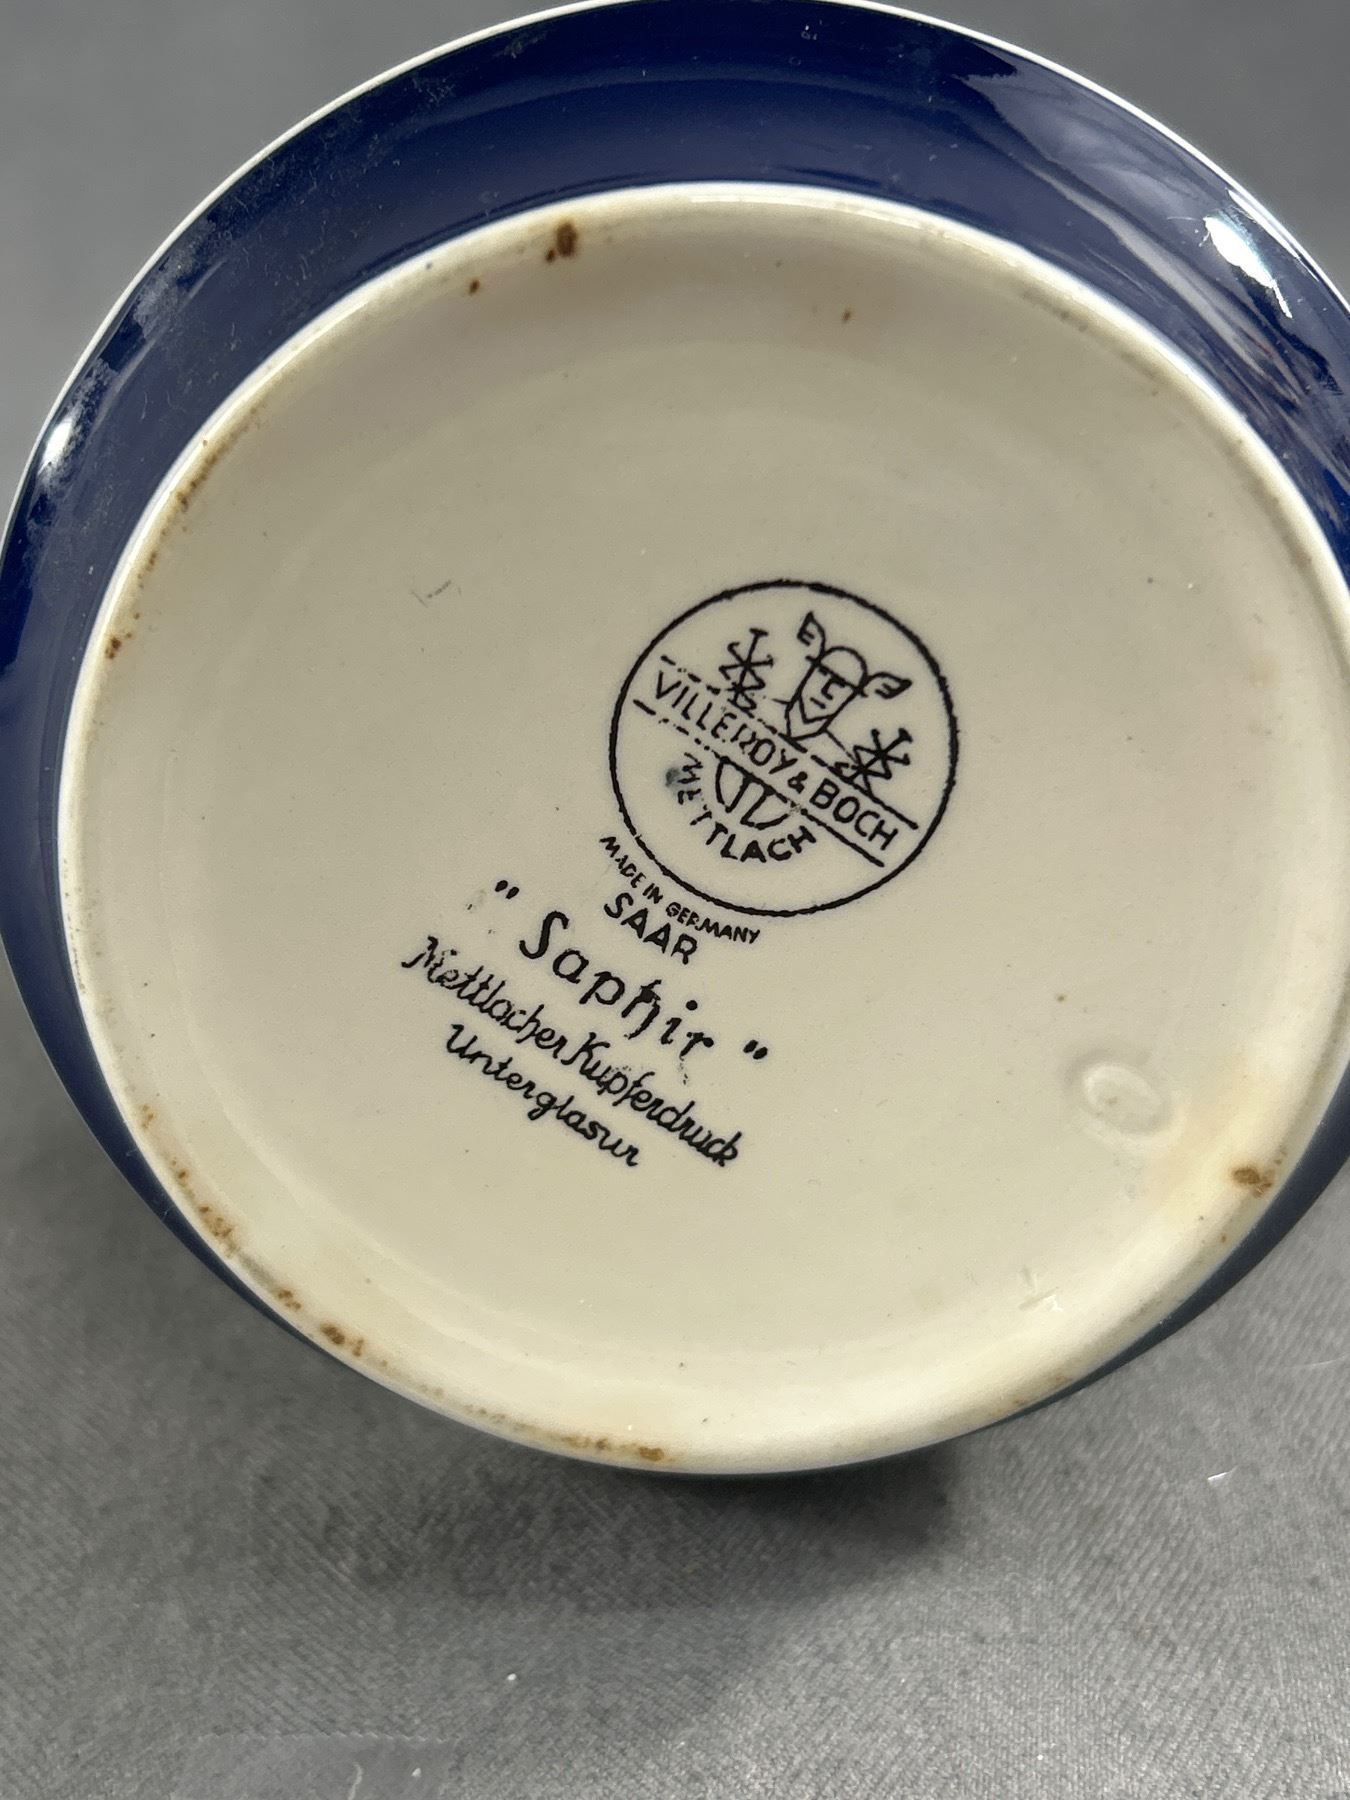 VILLEROY & BOCH
METTLACH
MADE IN GERMANY
SAAR
"Saphir"
Mettlacher Kupferdruck
Unterglasur